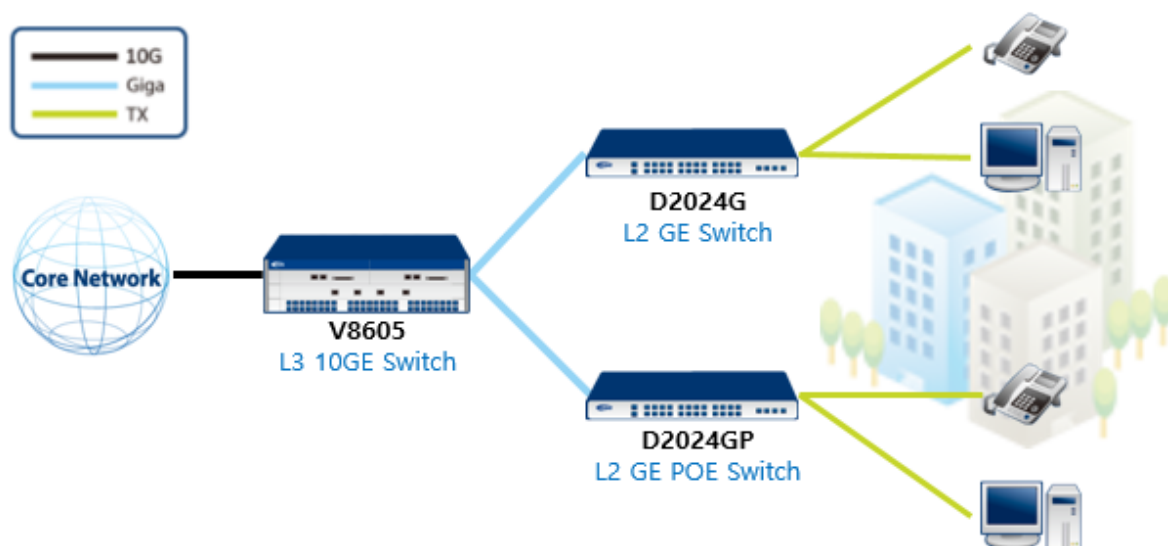 10G
Giga
TX
Core Network
V8605
L3 10GE Switch
D2024G
L2 GE Switch
D2024GP
L2 GE POE Switch